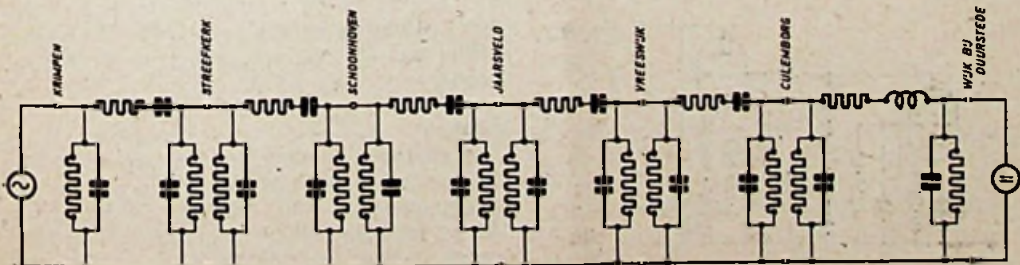 KRIMPEN
STREEFKERK
SCHOONHOVEN
JAARSVELD
VREESWIJK
CULEMBORG
WIJK BIJ
DUURSTEDE